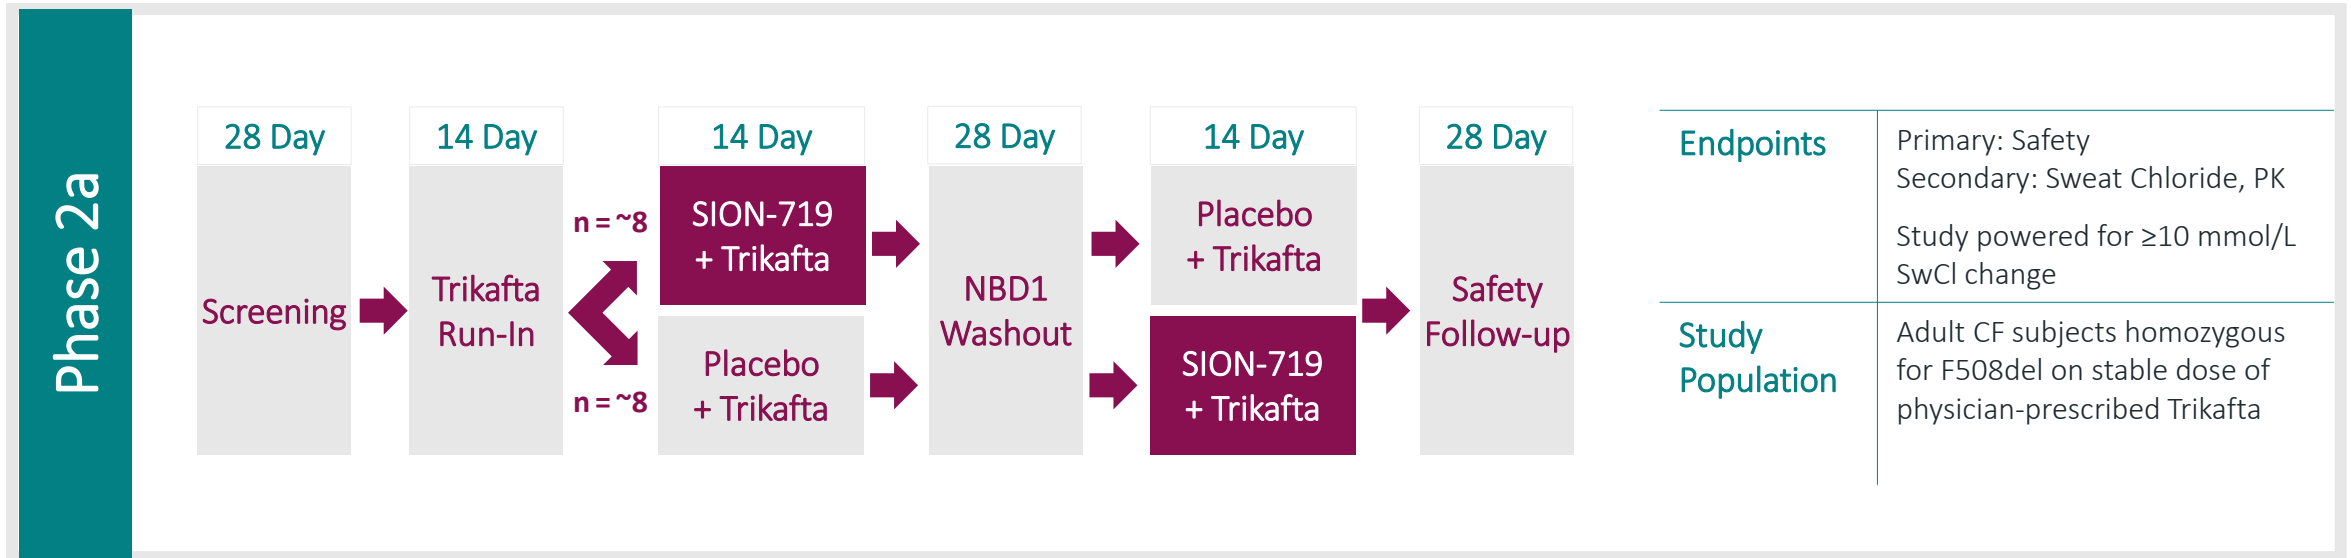 Phase 2a
28 Day
14 Day
14 Day
28 Day
14 Day
28 Day
Screening
Trikafta
Run-In
n = ~8
n = ~8
SION-719
+ Trikafta
Placebo
+ Trikafta
NBD1
Washout
Placebo
+ Trikafta
SION-719
+ Trikafta
Safety
Follow-up
Endpoints
Primary: Safety
Secondary: Sweat Chloride, PK
Study powered for ≥10 mmol/L
SwCl change
Study
Population
Adult CF subjects homozygous
for F508del on stable dose of
physician-prescribed Trikafta